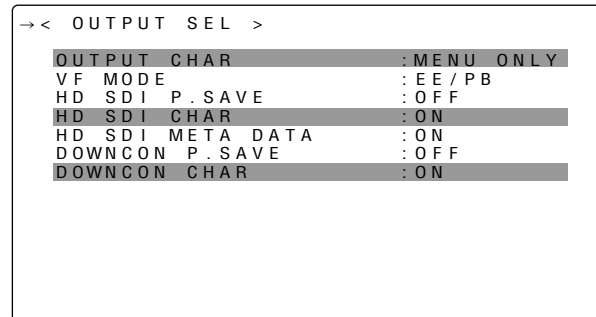 →< OUTPUT SEL >
OUTPUT CHAR :MENU ONLY
VF MODE :EE/PB
HD SDI P.SAVE :OFF
HD SDI CHAR :ON
HD SDI META DATA :ON
DOWNCON P.SAVE :OFF
DOWNCON CHAR :ON